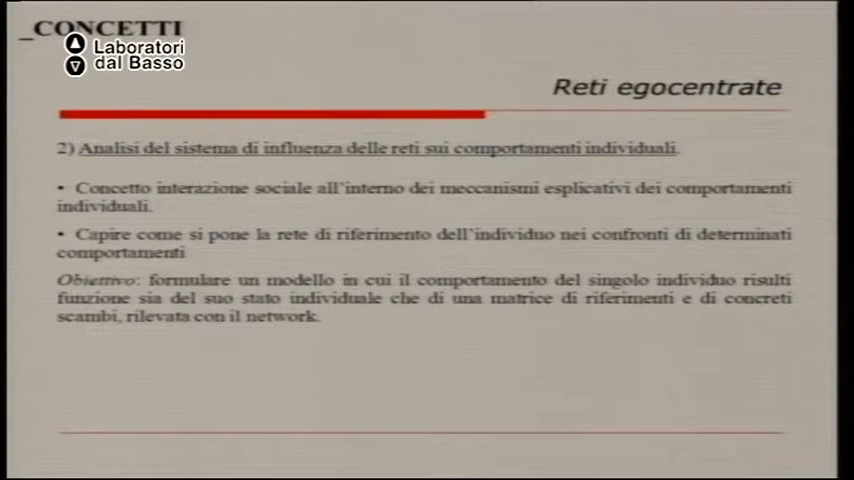 _CONCETTI
Laboratori
dal Basso
Reti egocentrate
2) Analisi del sistema di influenza delle reti sui comportamenti individuali.
• Concetto interazione sociale all'interno dei meccanismi esplicativi dei comportamenti
individuali.
• Capire come si pone la rete di riferimento dell'individuo nei confronti di determinati
comportamenti
Obiettivo: formulare un modello in cui il comportamento del singolo individuo risulti
funzione sia del suo stato individuale che di una matrice di riferimenti e di concreti
scambi, rilevata con il network.